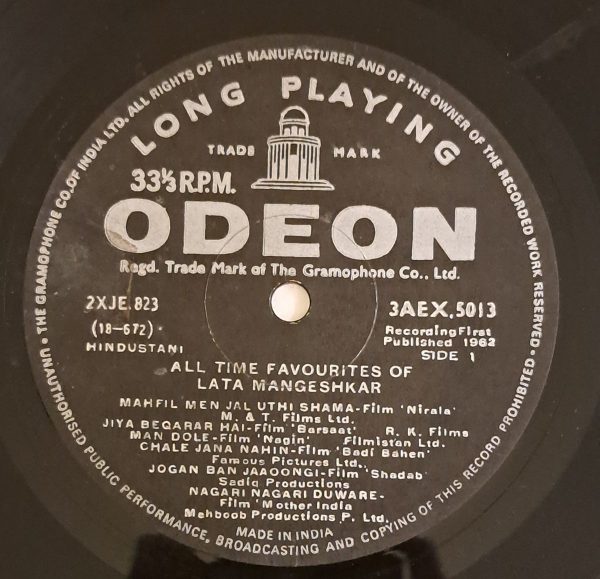 UNAUTHORISED PUBLIC PERFORMANCE, BROADCASTING AND COPYING OF THIS RECORD PROHIBITED • THE GRAMOPHONE CO. OF INDIA LTD. ALL RIGHTS OF THE MANUFACTURER AND OF THE OWNER OF THE RECORDED WORK RESERVED •
LONG PLAYING
TRADE MARK
33⅓ R.P.M.
ODEON
Regd. Trade Mark of The Gramophone Co., Ltd.
2XJE.823 3AEX.5013
(18-672) Recording First
Published 1962
HINDUSTANI SIDE 1
ALL TIME FAVOURITES OF
LATA MANGESHKAR
MAHFIL MEN JAL UTHI SHAMA-Film 'Nirala'
M. & T. Films Ltd.
JIYA BEQARAR HAI-Film 'Barsaat' R. K. Films
MAN DOLE-Film 'Nagin' Filmistan Ltd.
CHALE JANA NAHIN-Film 'Badi Bahen'
Famous Pictures Ltd.
JOGAN BAN JAAONGI-Film 'Shadab'
Sadiq Productions
NAGARI NAGARI DUWARE-
Film 'Mother India
Mehboob Productions P. Ltd.
MADE IN INDIA